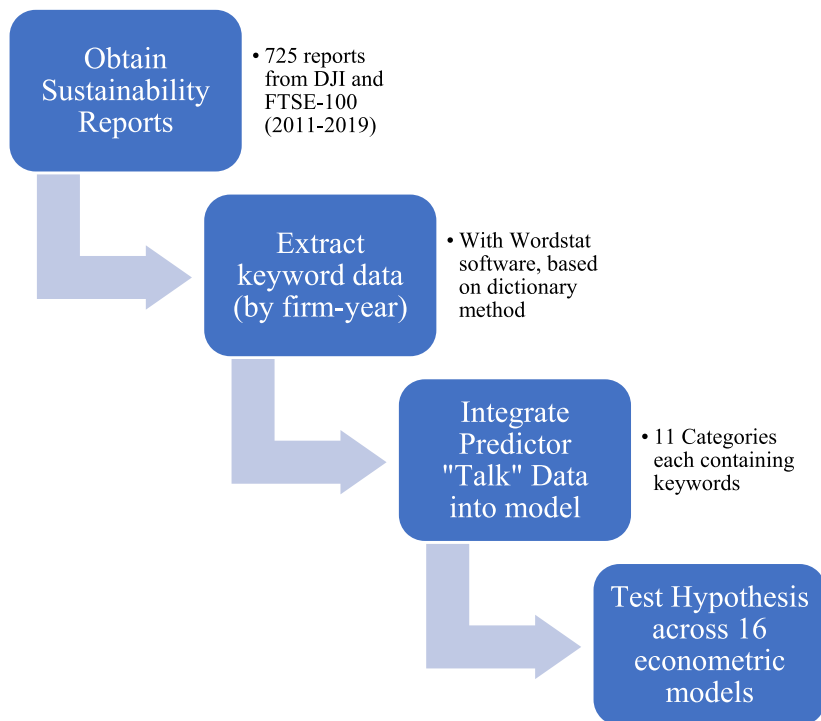 Obtain
Sustainability
Reports
• 725 reports
from DJI and
FTSE-100
(2011-2019)
Extract
keyword data
(by firm-year)
• With Wordstat
software, based
on dictionary
method
Integrate
Predictor
"Talk" Data
into model
• 11 Categories
each containing
keywords
Test Hypothesis
across 16
econometric
models